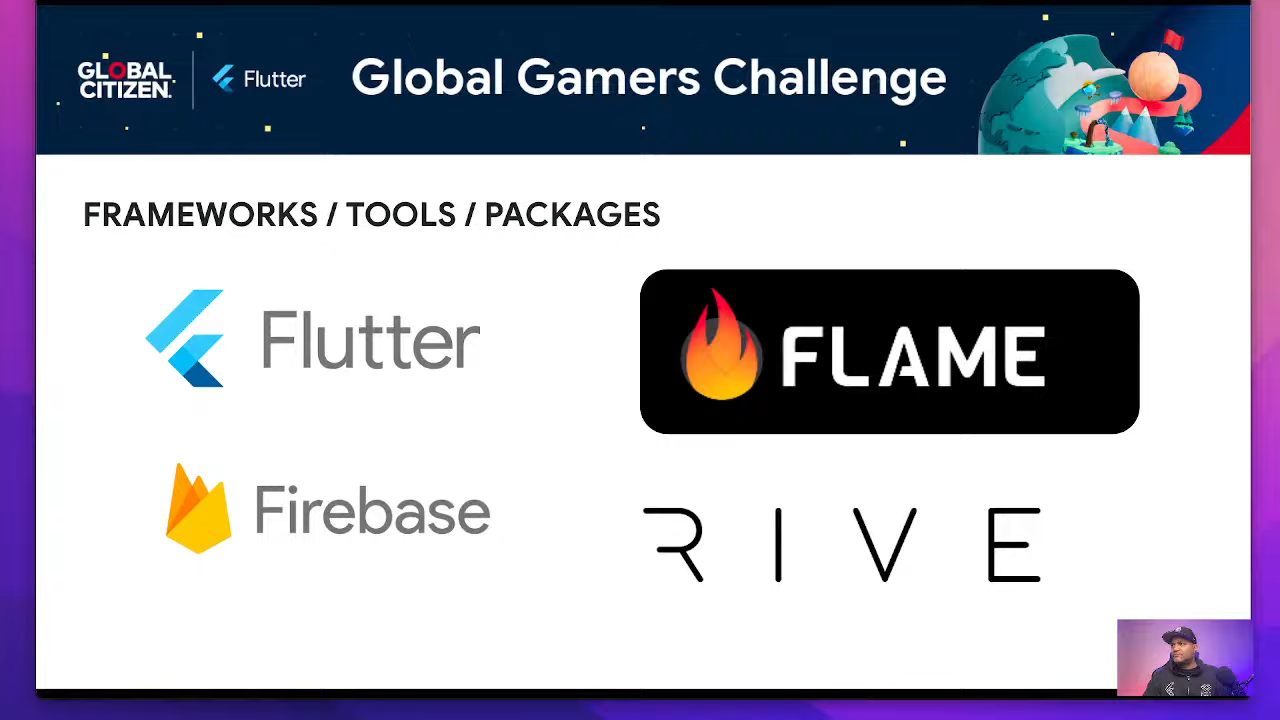 GLOBAL
CITIZEN.
Flutter
Global Gamers Challenge
FRAMEWORKS / TOOLS / PACKAGES
Flutter
FLAME
Firebase
RIVE